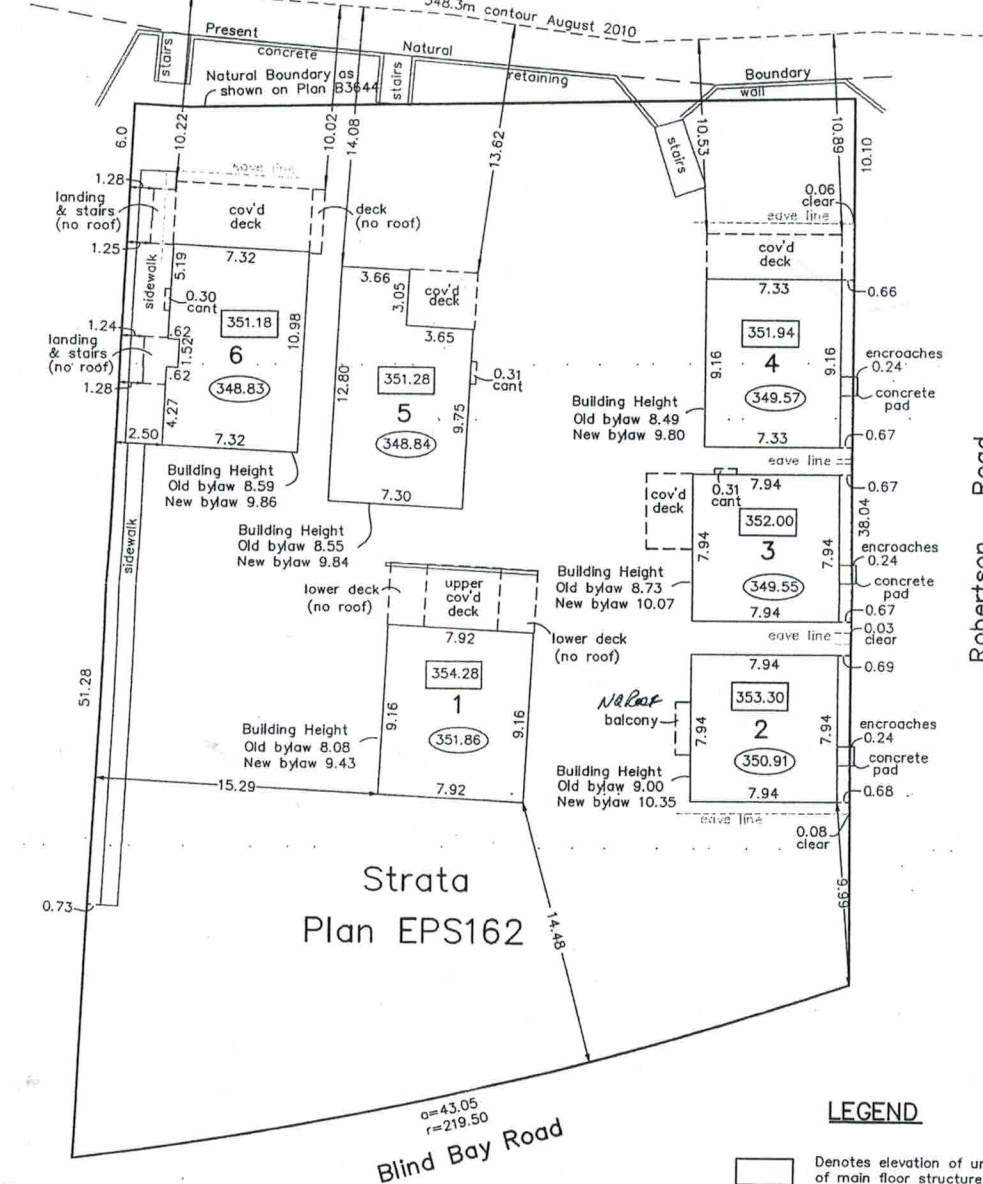 348.3m contour August 2010
Present
concrete
Natural
retaining
Boundary
wall
stairs
stairs
stairs
Natural Boundary as
shown on Plan B3644
6.0
10.22
10.02
14.08
13.62
10.53
10.89
10.10
1.28
landing
& stairs
(no roof)
1.25
eave line
cov'd
deck
deck
(no roof)
7.32
sidewalk
5.19
0.30
cant
351.18
6
348.83
10.98
1.24
landing
& stairs
(no roof)
1.28
.62
1.52
.62
4.27
2.50
7.32
Building Height
Old bylaw 8.59
New bylaw 9.86
3.66
3.05
cov'd
deck
3.65
12.80
351.28
5
348.84
0.31
cant
9.75
7.30
Building Height
Old bylaw 8.55
New bylaw 9.84
0.06
clear
eave line
cov'd
deck
7.33
0.66
351.94
4
349.57
9.16
9.16
encroaches
0.24
concrete
pad
Building Height
Old bylaw 8.49
New bylaw 9.80
7.33
0.67
eave line
cov'd
deck
0.31
cant
7.94
0.67
38.04
352.00
3
349.55
7.94
7.94
encroaches
0.24
concrete
pad
Building Height
Old bylaw 8.73
New bylaw 10.07
7.94
0.67
eave line
0.03
clear
Robertson Road
sidewalk
lower deck
(no roof)
upper
cov'd
deck
lower deck
(no roof)
7.92
354.28
1
351.86
9.16
9.16
Building Height
Old bylaw 8.08
New bylaw 9.43
7.92
51.28
15.29
7.94
0.69
353.30
2
350.91
No Roof
balcony
7.94
7.94
encroaches
0.24
concrete
pad
Building Height
Old bylaw 9.00
New bylaw 10.35
7.94
0.68
eave line
0.08
clear
9.99
0.73
Strata
Plan EPS162
14.48
a=43.05
r=219.50
Blind Bay Road
LEGEND
Denotes elevation of un
of main floor structure